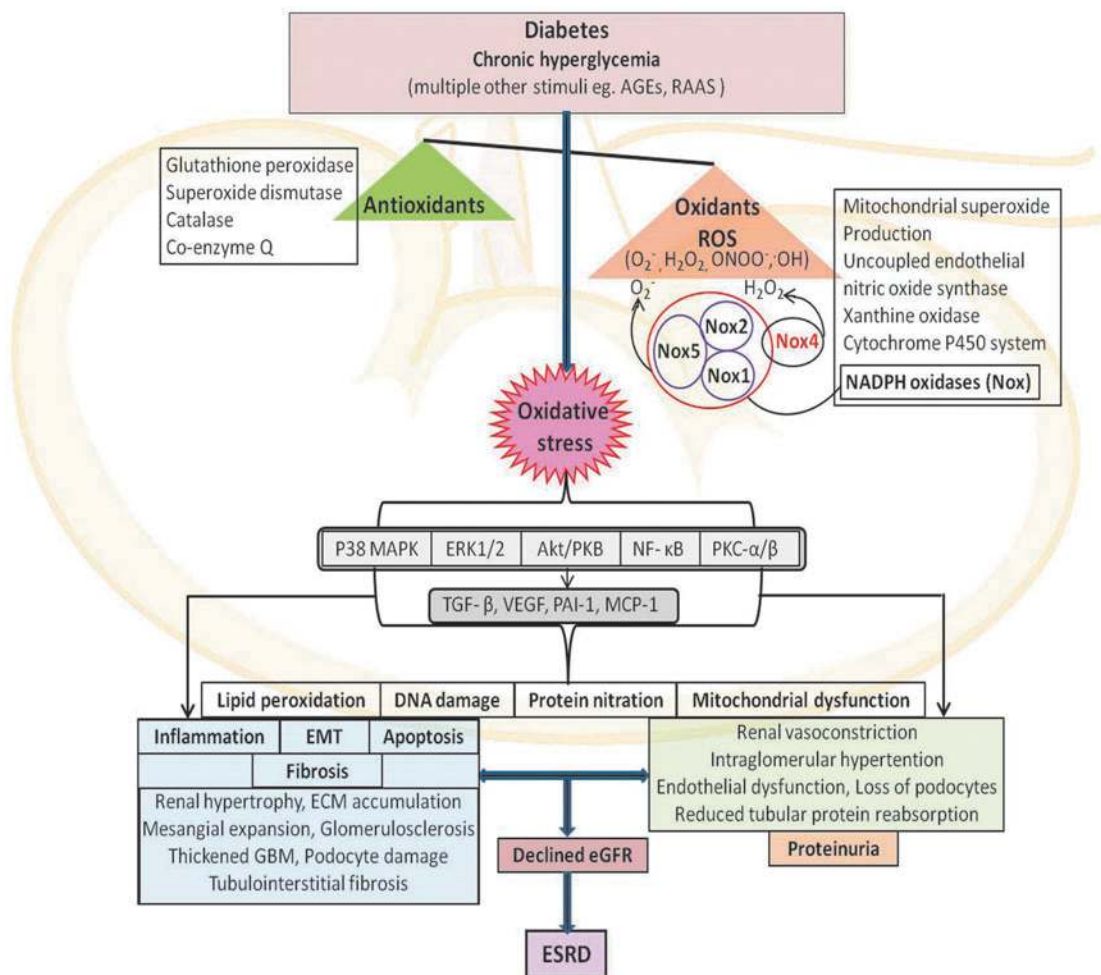 Diabetes
Chronic hyperglycemia
(multiple other stimuli eg. AGEs, RAAS )
Glutathione peroxidase
Superoxide dismutase
Catalase
Co-enzyme Q
Antioxidants
Oxidants
ROS
(O₂⁻, H₂O₂, ONOO⁻,·OH)
O₂⁻
H₂O₂
Nox2
Nox5
Nox1
Nox4
Mitochondrial superoxide
Production
Uncoupled endothelial
nitric oxide synthase
Xanthine oxidase
Cytochrome P450 system
NADPH oxidases (Nox)
Oxidative
stress
P38 MAPK
ERK1/2
Akt/PKB
NF- κB
PKC-α/β
TGF- β, VEGF, PAI-1, MCP-1
Lipid peroxidation
DNA damage
Protein nitration
Mitochondrial dysfunction
Inflammation
EMT
Apoptosis
Fibrosis
Renal hypertrophy, ECM accumulation
Mesangial expansion, Glomerulosclerosis
Thickened GBM, Podocyte damage
Tubulointerstitial fibrosis
Renal vasoconstriction
Intraglomerular hypertention
Endothelial dysfunction, Loss of podocytes
Reduced tubular protein reabsorption
Proteinuria
Declined eGFR
ESRD